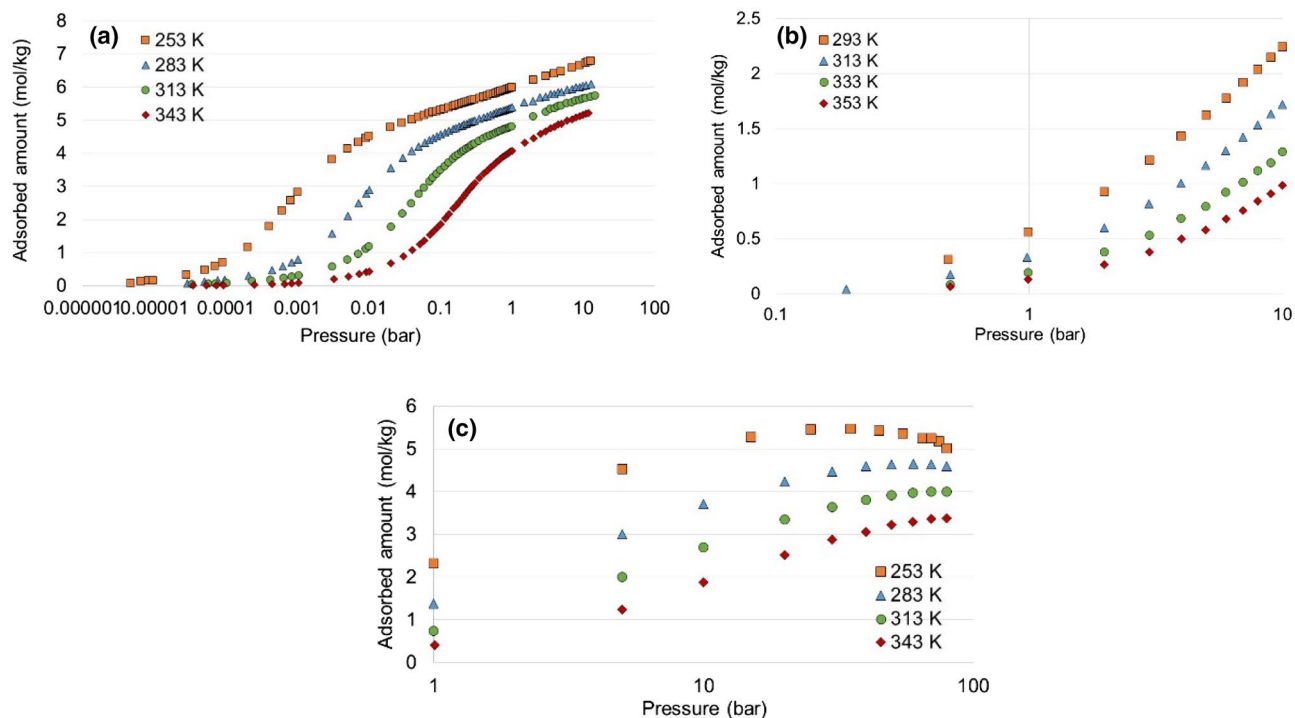 (a)
253 K
283 K
313 K
343 K
Adsorbed amount (mol/kg)
8
7
6
5
4
3
2
1
0
0.000001 0.00001 0.0001 0.001 0.01 0.1 1 10 100
Pressure (bar)
(b)
293 K
313 K
333 K
353 K
Adsorbed amount (mol/kg)
2.5
2
1.5
1
0.5
0
0.1 1 10
Pressure (bar)
(c)
Adsorbed amount (mol/kg)
6
5
4
3
2
1
0
253 K
283 K
313 K
343 K
1 10 100
Pressure (bar)